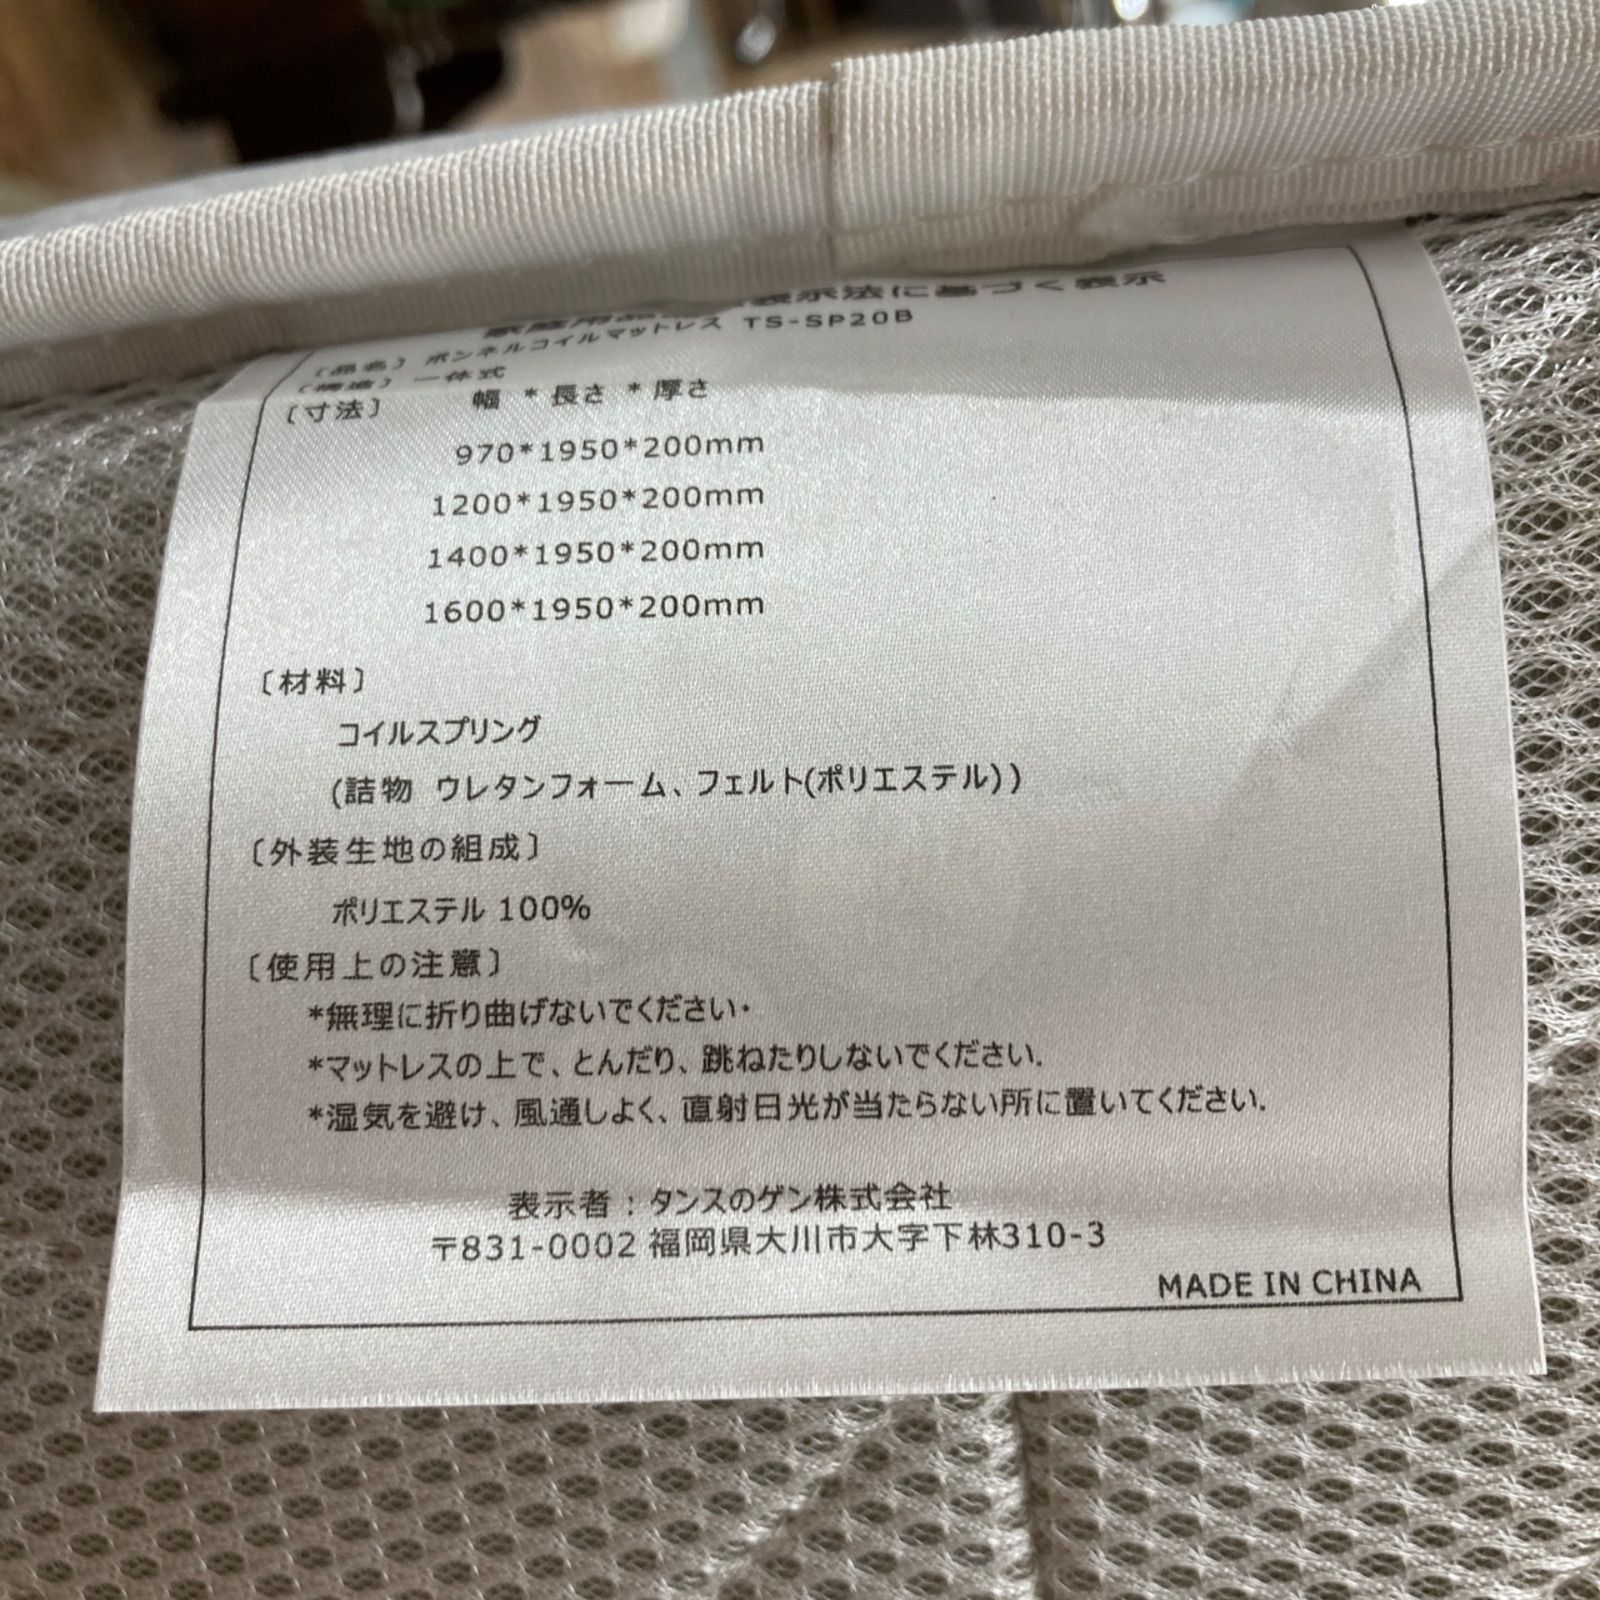 家庭用品 表示法に基づく表示
〔品名〕 ボンネルコイルマットレス TS-SP20B
〔構造〕 一体式
〔寸法〕 幅 * 長さ * 厚さ
970*1950*200mm
1200*1950*200mm
1400*1950*200mm
1600*1950*200mm
〔材料〕
コイルスプリング
(詰物 ウレタンフォーム、フェルト(ポリエステル))
〔外装生地の組成〕
ポリエステル 100%
〔使用上の注意〕
*無理に折り曲げないでください・
*マットレスの上で、とんだり、跳ねたりしないでください.
*湿気を避け、風通しよく、直射日光が当たらない所に置いてください.
表示者：タンスのゲン株式会社
〒831-0002 福岡県大川市大字下林310-3
MADE IN CHINA